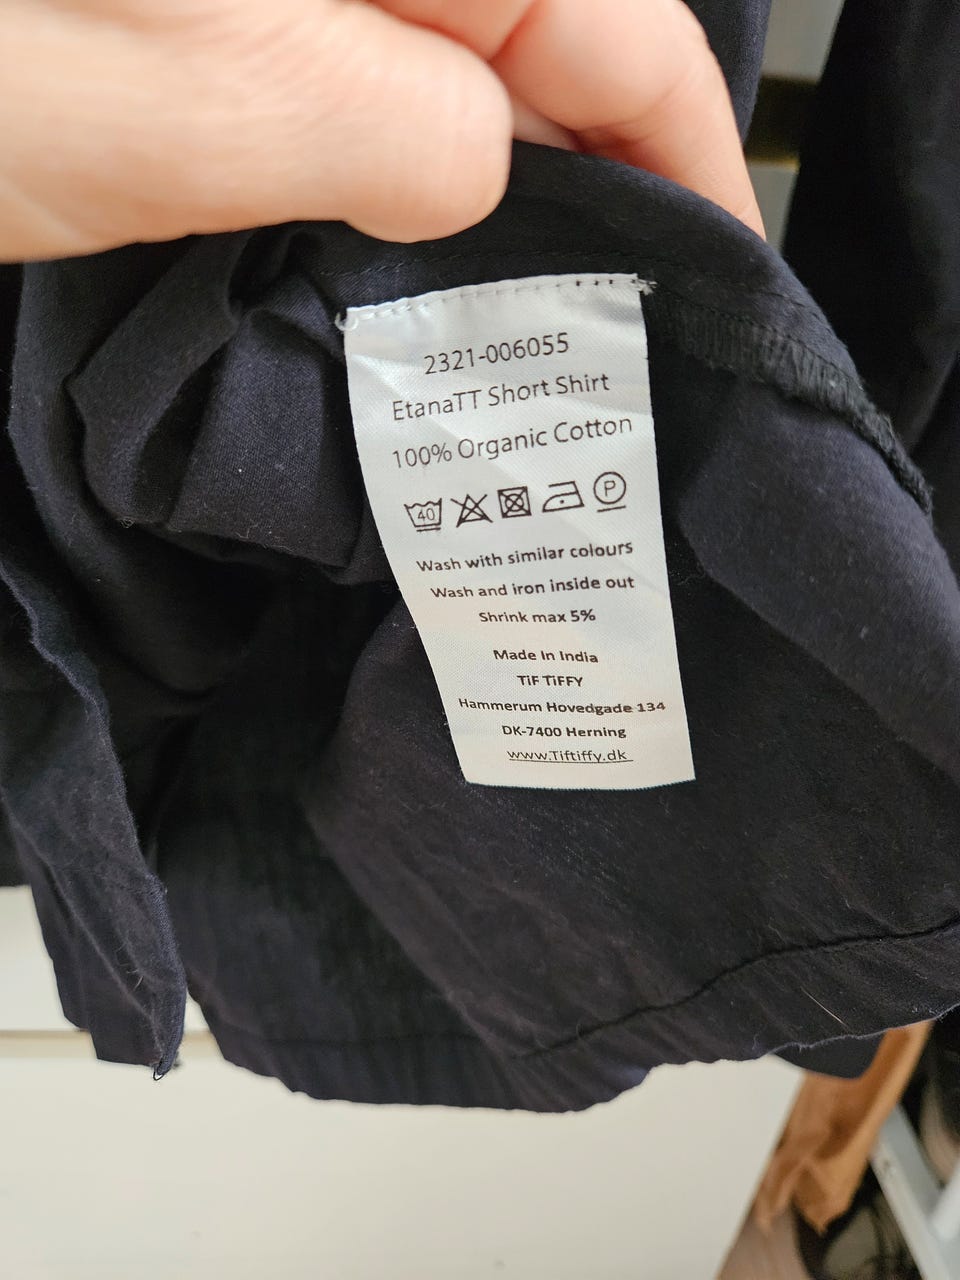 2321-006055
EtanaTT Short Shirt
100% Organic Cotton
40 P
Wash with similar colours
Wash and iron inside out
Shrink max 5%
Made In India
TiF TiFFY
Hammerum Hovedgade 134
DK-7400 Herning
www.Tiftiffy.dk